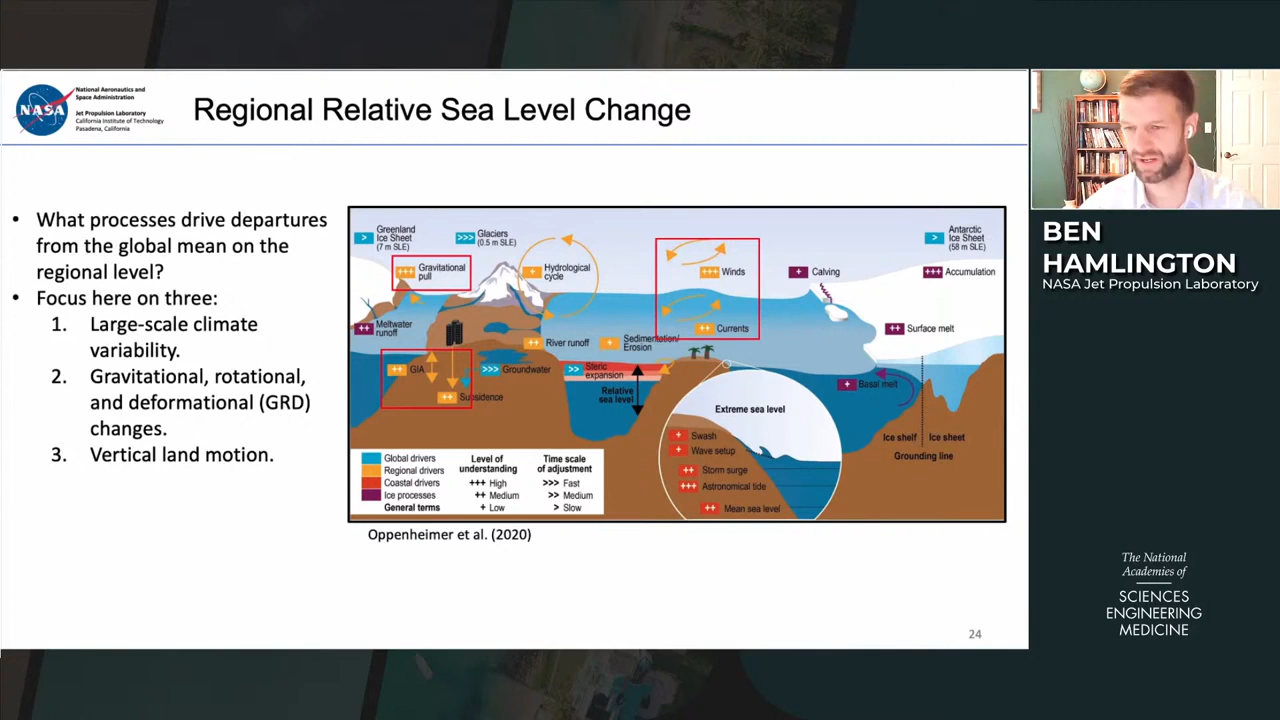 NASA
National Aeronautics and
Space Administration
Jet Propulsion Laboratory
California Institute of Technology
Pasadena, California
Regional Relative Sea Level Change
• What processes drive departures
from the global mean on the
regional level?
• Focus here on three:
1. Large-scale climate
variability.
2. Gravitational, rotational,
and deformational (GRD)
changes.
3. Vertical land motion.
> Greenland
Ice Sheet
(7 m SLE)
>>> Glaciers
(0.5 m SLE)
+++ Gravitational
pull
+ Hydrological
cycle
+++ Winds
++ Currents
+ Calving
> Antarctic
Ice Sheet
(58 m SLE)
+++ Accumulation
++ Meltwater
runoff
++ River runoff
+ Sedimentation/
Erosion
++ Surface melt
++ GIA
++ Subsidence
>>> Groundwater
>> Steric
expansion
Relative
sea level
+ Basal melt
Ice shelf
Ice sheet
Grounding line
Extreme sea level
+ Swash
+ Wave setup
++ Storm surge
+++ Astronomical tide
++ Mean sea level
Global drivers
Regional drivers
Coastal drivers
Ice processes
General terms
Level of
understanding
+++ High
++ Medium
+ Low
Time scale
of adjustment
>>> Fast
>> Medium
> Slow
Oppenheimer et al. (2020)
24
BEN
HAMLINGTON
NASA Jet Propulsion Laboratory
The National
Academies of
SCIENCES
ENGINEERING
MEDICINE